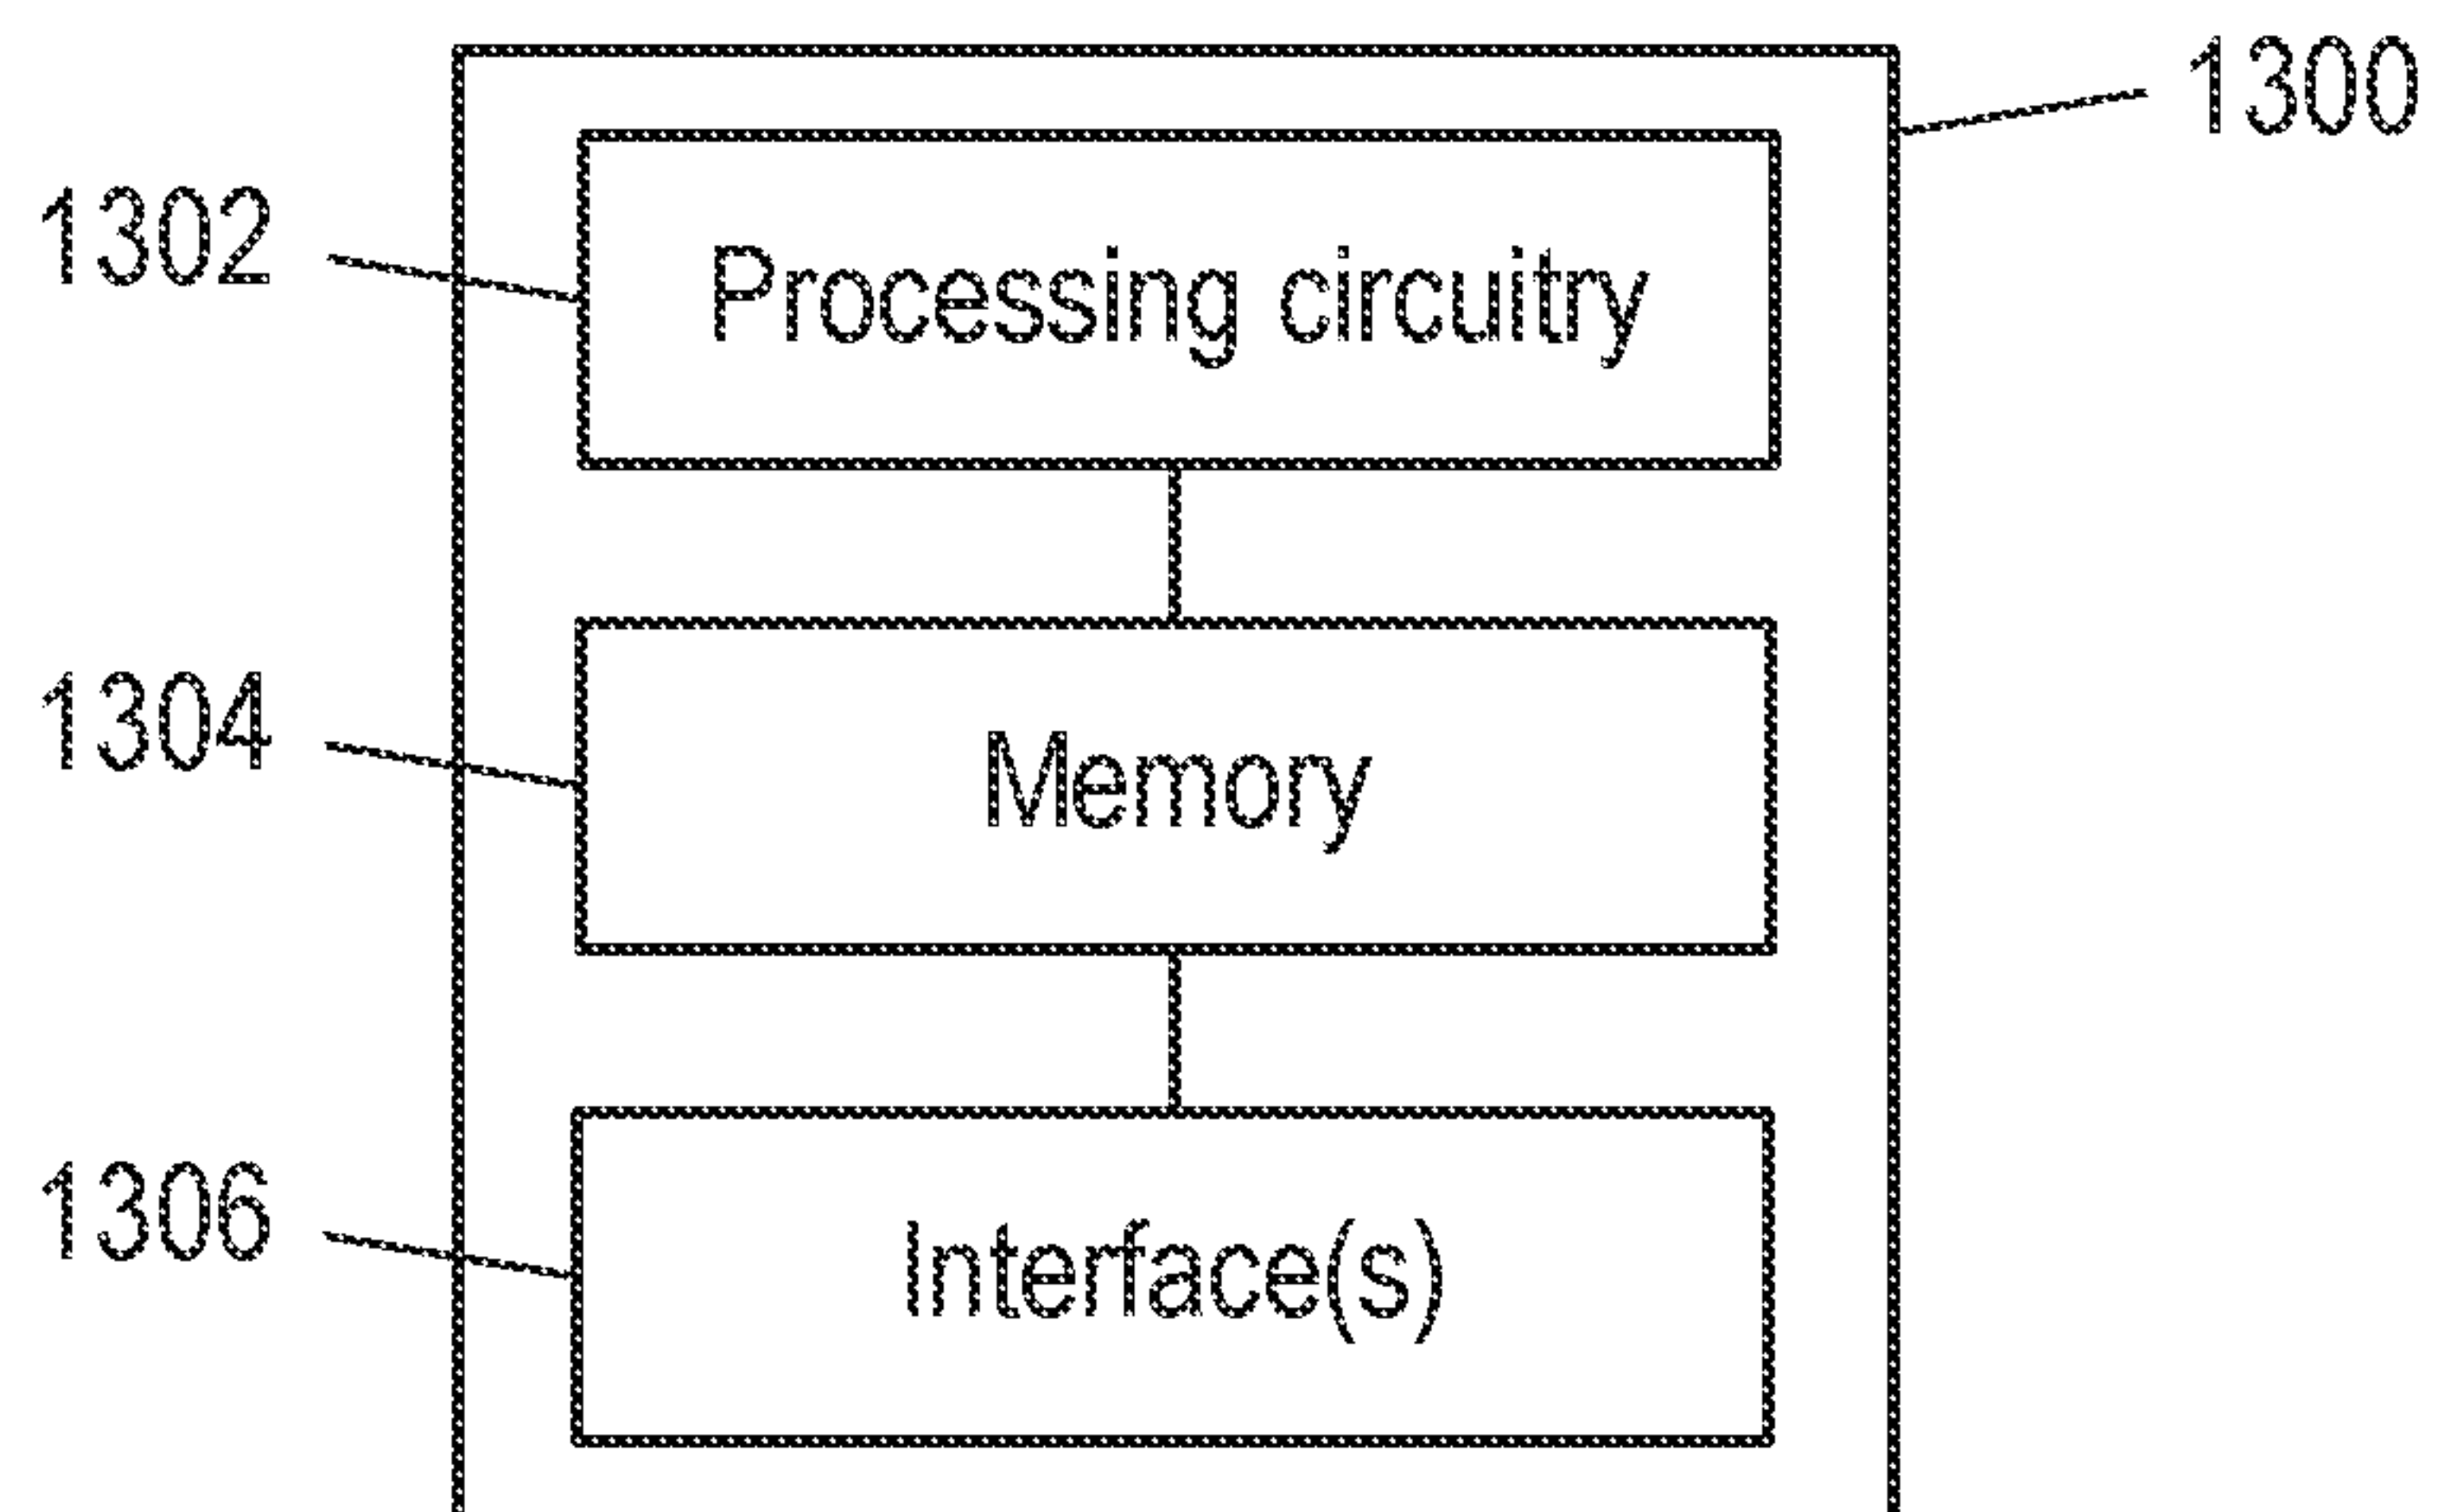 1300
1302
Processing circuitry
1304
Memory
1306
Interface(s)